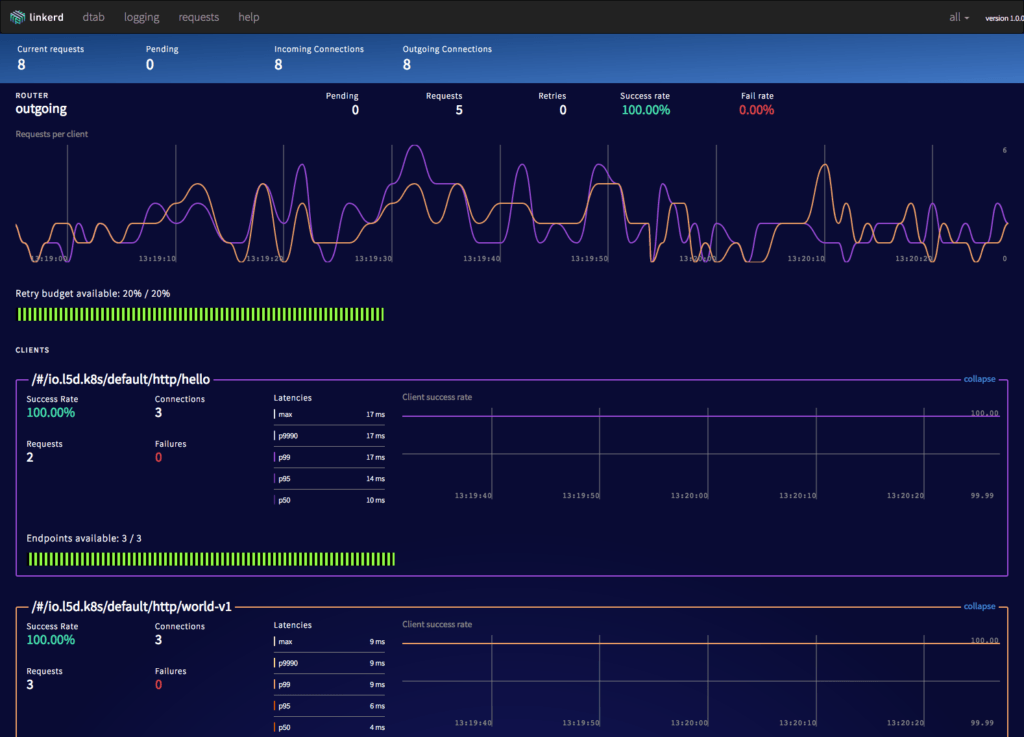 linkerd dtab logging requests help all version 1.0.0
Current requests Pending Incoming Connections Outgoing Connections
8 0 8 8
ROUTER Pending Requests Retries Success rate Fail rate
outgoing 0 5 0 100.00% 0.00%
Requests per client
6
13:19:00 13:19:10 13:19:20 13:19:30 13:19:40 13:19:50 13:20:00 13:20:10 13:20:20 0
Retry budget available: 20% / 20%
CLIENTS
/#/io.l5d.k8s/default/http/hello collapse
Success Rate Connections Latencies Client success rate
100.00% 3 max 17 ms 100.00
p9990 17 ms
Requests Failures
2 0 p99 17 ms
p95 14 ms
13:19:40 13:19:50 13:20:00 13:20:10 13:20:20 99.99
p50 10 ms
Endpoints available: 3 / 3
/#/io.l5d.k8s/default/http/world-v1 collapse
Success Rate Connections Latencies Client success rate
100.00% 3 max 9 ms 100.00
p9990 9 ms
Requests Failures
3 0 p99 9 ms
p95 6 ms
13:19:40 13:19:50 13:20:00 13:20:10 13:20:20 99.99
p50 4 ms